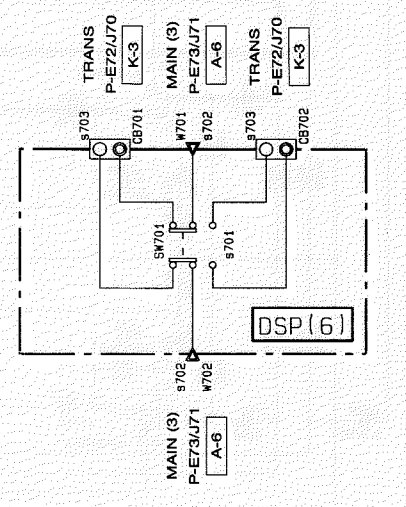 TRANS
P-E72/J70
K-3
MAIN (3)
P-E73/J71
A-6
TRANS
P-E72/J70
K-3
s703
CB701
W701
s702
s703
CB702
SW701
s701
DSP(6)
s702
W702
MAIN (3)
P-E73/J71
A-6